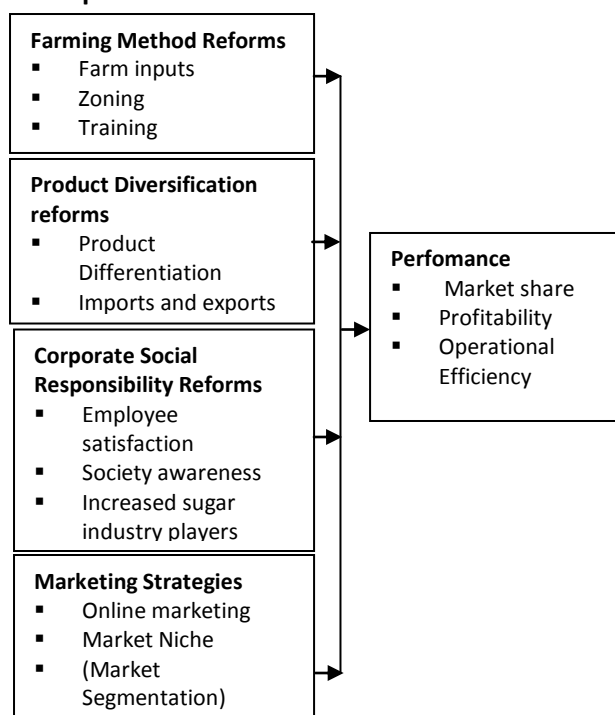 Farming Method Reforms
▪ Farm inputs
▪ Zoning
▪ Training
Product Diversification
reforms
▪ Product
Differentiation
▪ Imports and exports
Corporate Social
Responsibility Reforms
▪ Employee
satisfaction
▪ Society awareness
▪ Increased sugar
industry players
Marketing Strategies
▪ Online marketing
▪ Market Niche
▪ (Market
Segmentation)
Perfomance
▪ Market share
▪ Profitability
▪ Operational
Efficiency